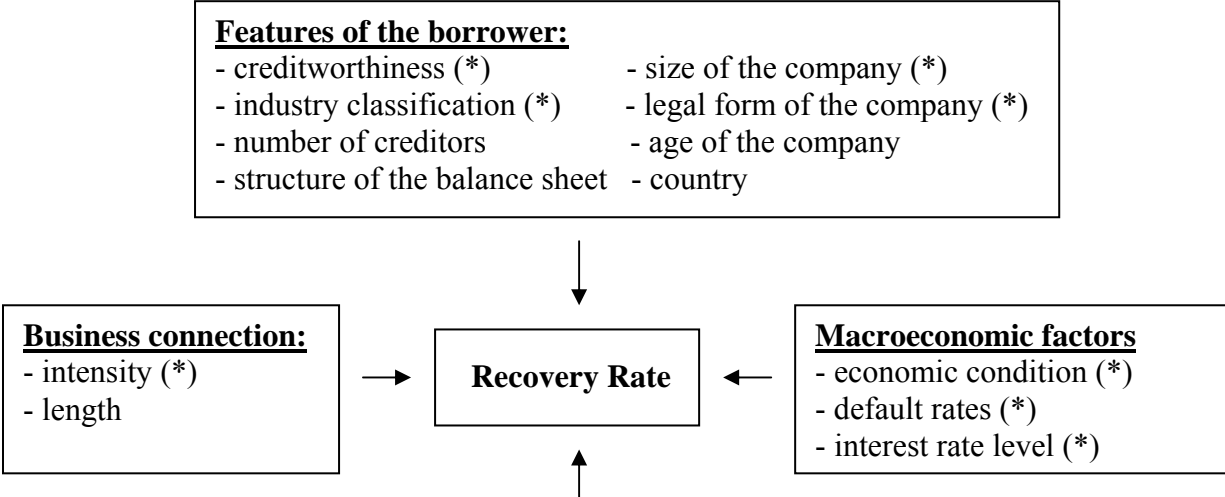 Features of the borrower:
- creditworthiness (*) - size of the company (*)
- industry classification (*) - legal form of the company (*)
- number of creditors - age of the company
- structure of the balance sheet - country
Business connection:
- intensity (*)
- length
Recovery Rate
Macroeconomic factors
- economic condition (*)
- default rates (*)
- interest rate level (*)